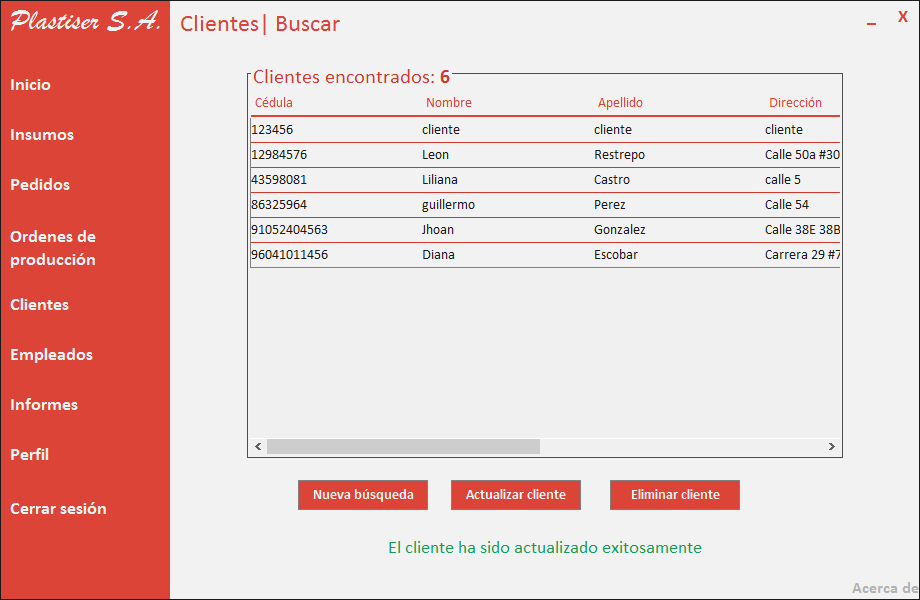 Plastiser S.A.
Clientes| Buscar
_ X
Inicio
Insumos
Pedidos
Ordenes de
producción
Clientes
Empleados
Informes
Perfil
Cerrar sesión
Clientes encontrados: 6
Cédula Nombre Apellido Dirección
123456 cliente cliente cliente
12984576 Leon Restrepo Calle 50a #30
43598081 Liliana Castro calle 5
86325964 guillermo Perez Calle 54
91052404563 Jhoan Gonzalez Calle 38E 38B
96041011456 Diana Escobar Carrera 29 #7
Nueva búsqueda Actualizar cliente Eliminar cliente
El cliente ha sido actualizado exitosamente
Acerca de